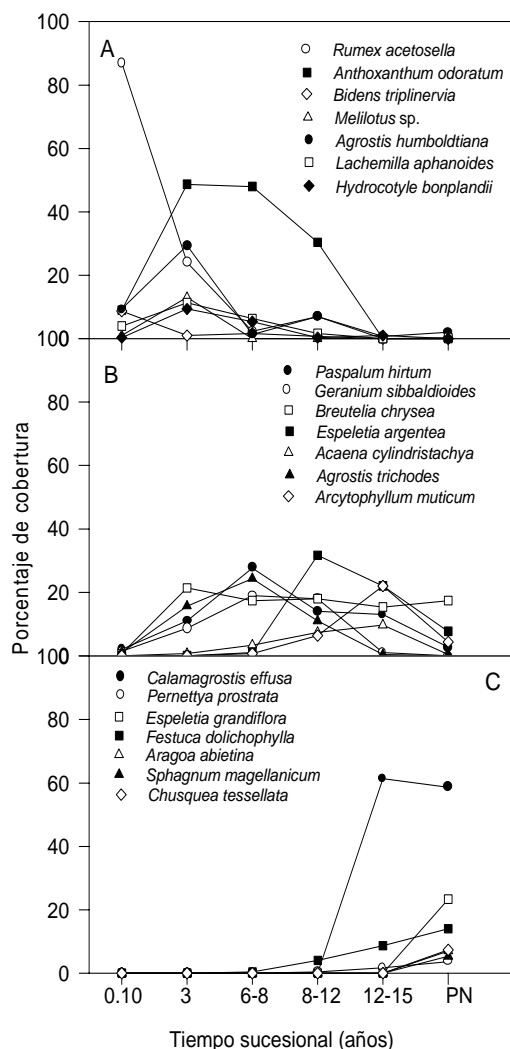 100
A
Rumex acetosella
Anthoxanthum odoratum
Bidens triplinervia
Melilotus sp.
Agrostis humboldtiana
Lachemilla aphanoides
Hydrocotyle bonplandii
80
60
40
20
100
B
Paspalum hirtum
Geranium sibbaldioides
Breutelia chrysea
Espeletia argentea
Acaena cylindristachya
Agrostis trichodes
Arcytophyllum muticum
80
60
40
20
100
C
Calamagrostis effusa
Pernettya prostrata
Espeletia grandiflora
Festuca dolichophylla
Aragoa abietina
Sphagnum magellanicum
Chusquea tessellata
80
60
40
20
0
0.10 3 6-8 8-12 12-15 PN
Tiempo sucesional (años)
Porcentaje de cobertura